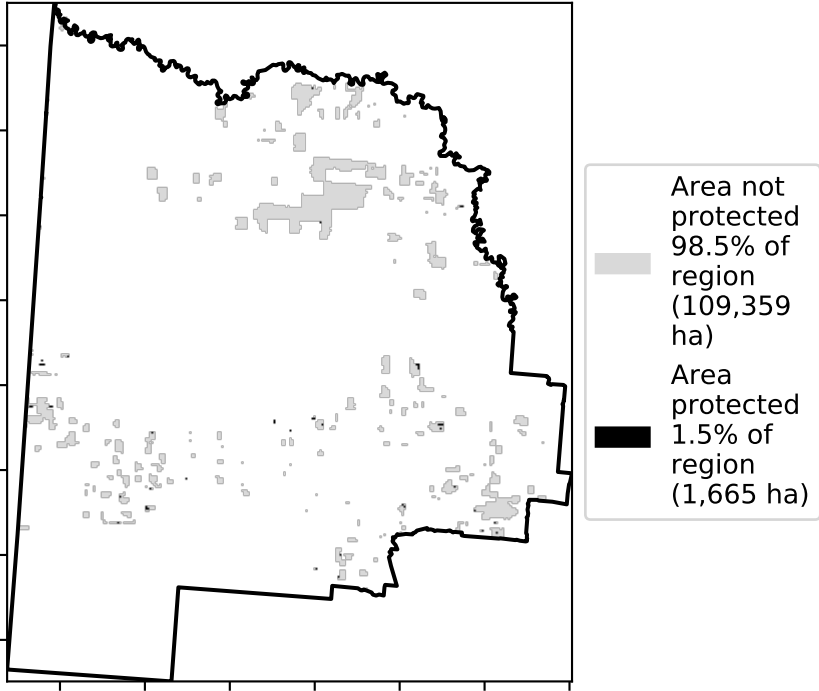 Area not
protected
98.5% of
region
(109,359
ha)
Area
protected
1.5% of
region
(1,665 ha)